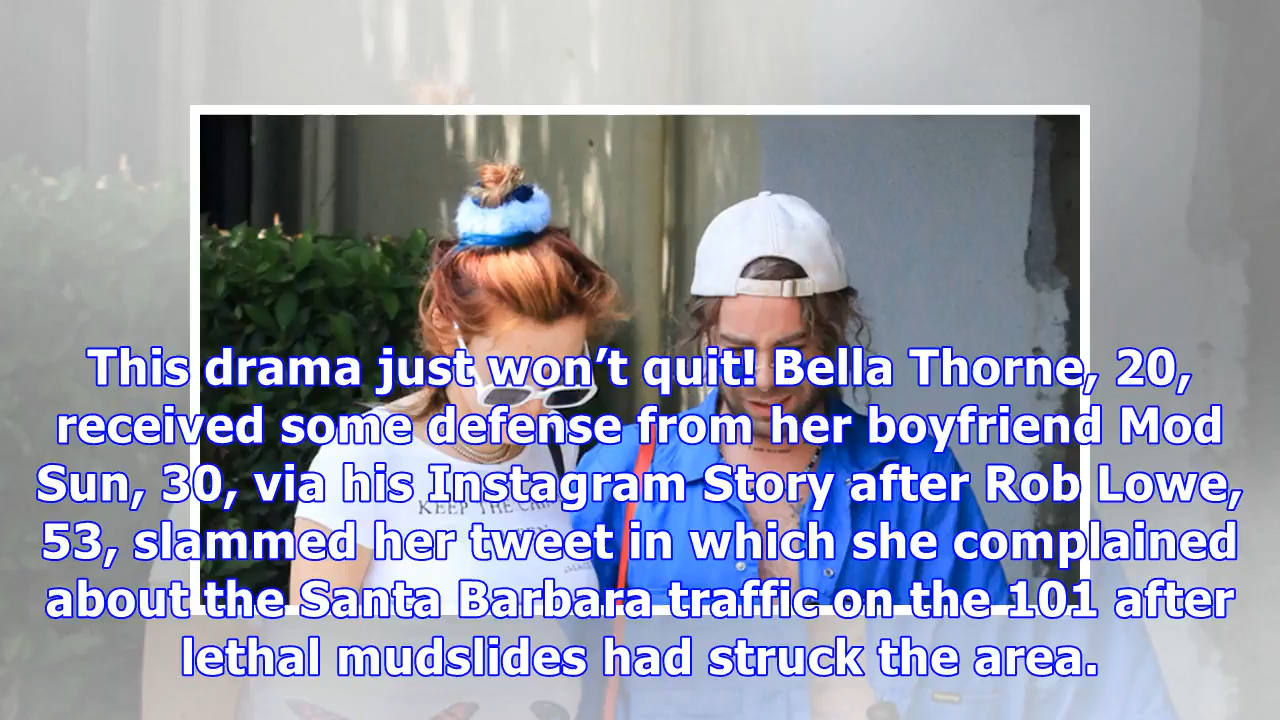 This drama just won’t quit! Bella Thorne, 20,
received some defense from her boyfriend Mod
Sun, 30, via his Instagram Story after Rob Lowe,
53, slammed her tweet in which she complained
about the Santa Barbara traffic on the 101 after
lethal mudslides had struck the area.
KEEP THE